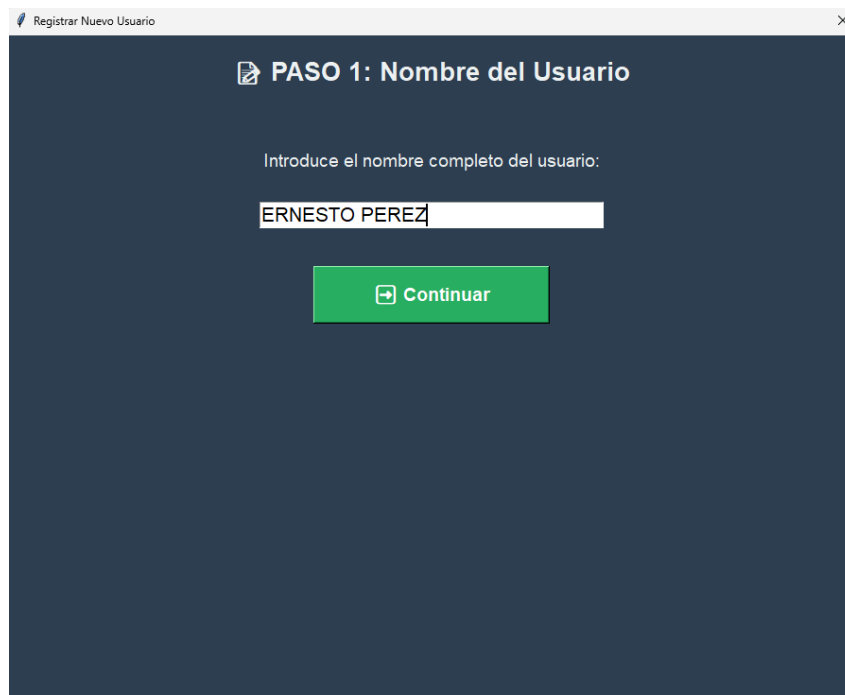 Registrar Nuevo Usuario
PASO 1: Nombre del Usuario
Introduce el nombre completo del usuario:
ERNESTO PEREZ
Continuar